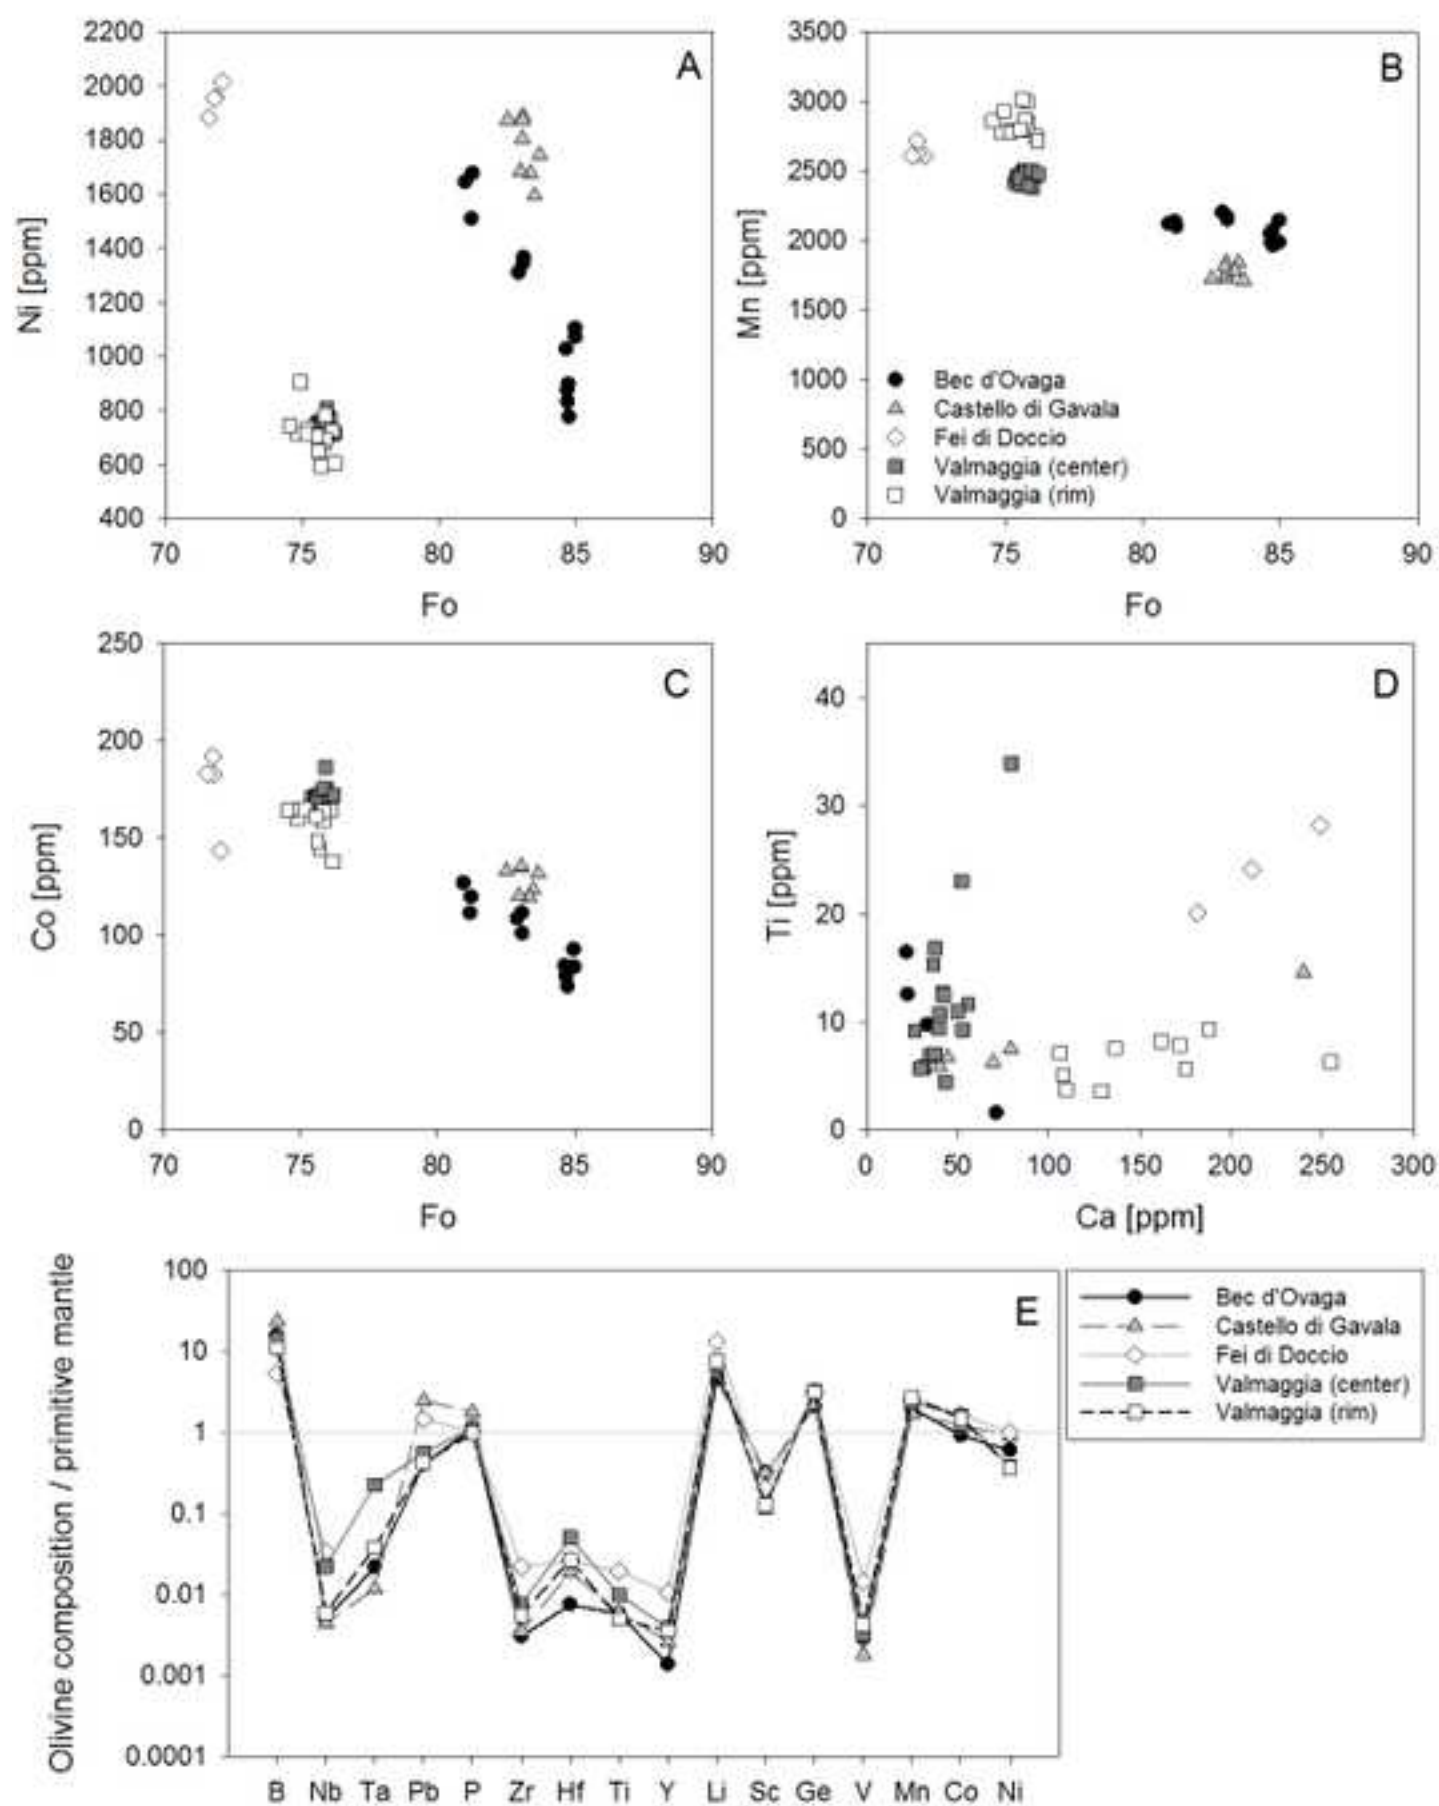 A
2200
2000
1800
1600
1400
1200
1000
800
600
400
Ni [ppm]
70 75 80 85 90
Fo
B
3500
3000
2500
2000
1500
1000
500
0
Mn [ppm]
Bec d'Ovaga
Castello di Gavala
Fei di Doccio
Valmaggia (center)
Valmaggia (rim)
70 75 80 85 90
Fo
C
250
200
150
100
50
0
Co [ppm]
70 75 80 85 90
Fo
D
40
30
20
10
0
Ti [ppm]
0 50 100 150 200 250 300
Ca [ppm]
E
100
10
1
0.1
0.01
0.001
0.0001
Olivine composition / primitive mantle
B Nb Ta Pb P Zr Hf Ti Y Li Sc Ge V Mn Co Ni
Bec d'Ovaga
Castello di Gavala
Fei di Doccio
Valmaggia (center)
Valmaggia (rim)